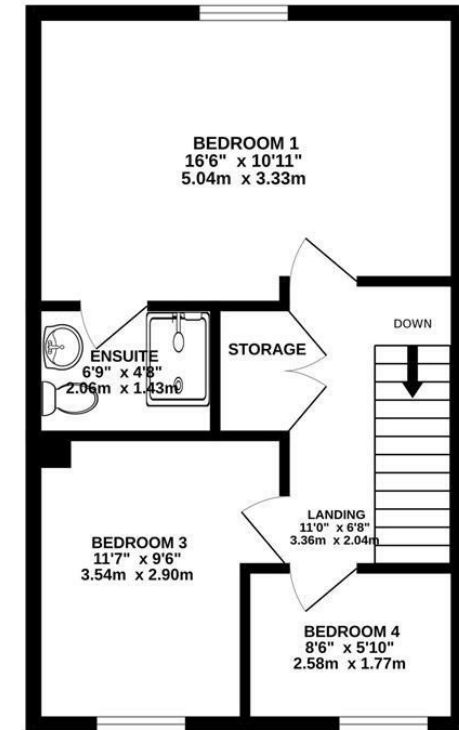 BEDROOM 1
16'6" x 10'11"
5.04m x 3.33m
DOWN
ENSUITE
6'9" x 4'8"
2.06m x 1.43m
STORAGE
LANDING
11'0" x 6'8"
3.36m x 2.04m
BEDROOM 3
11'7" x 9'6"
3.54m x 2.90m
BEDROOM 4
8'6" x 5'10"
2.58m x 1.77m